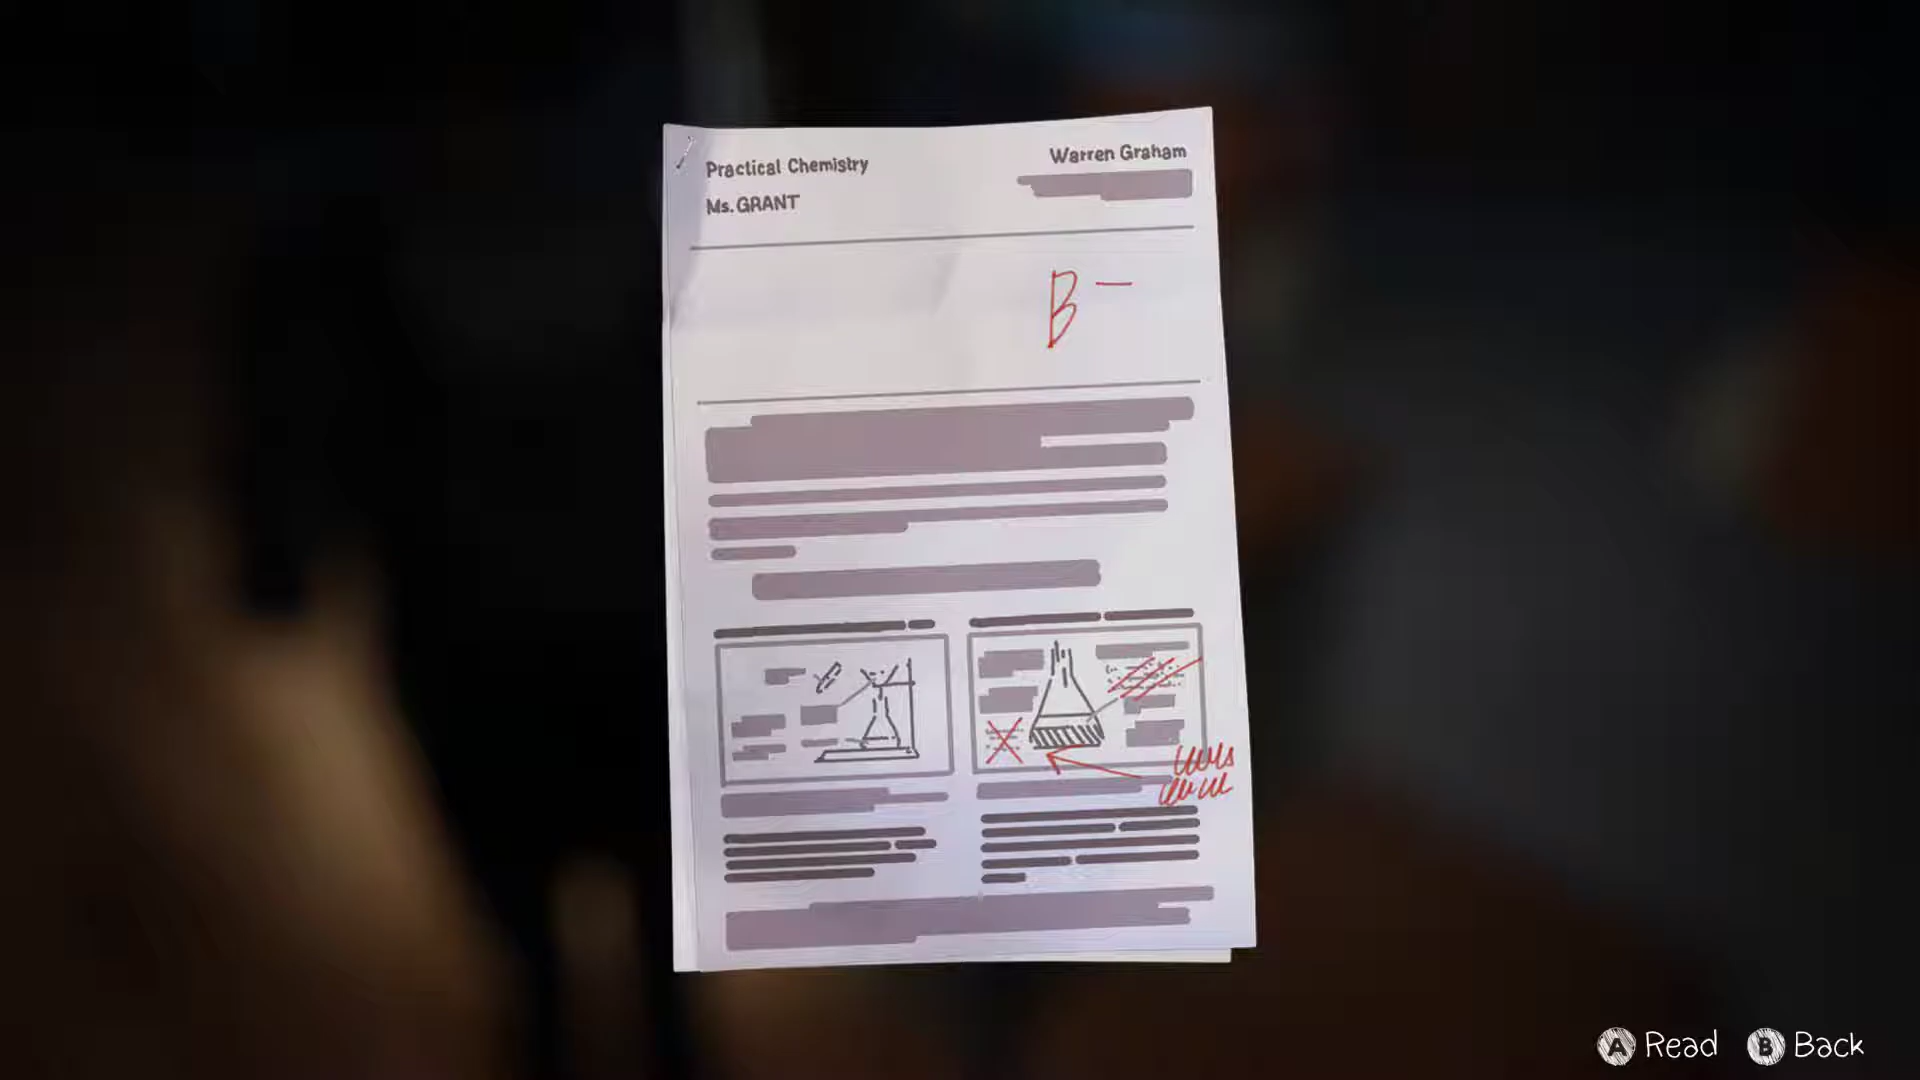 Practical Chemistry
Warren Graham
Ms. GRANT
B-
A Read
B Back